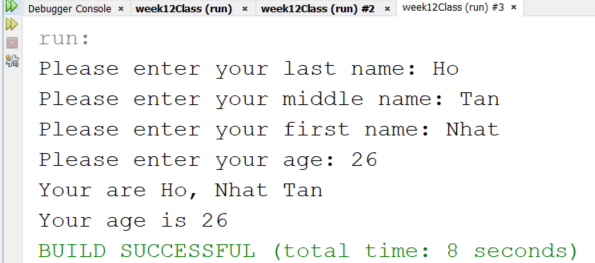 Debugger Console × week12Class (run) × week12Class (run) #2 × week12Class (run) #3 ×
run:
Please enter your last name: Ho
Please enter your middle name: Tan
Please enter your first name: Nhat
Please enter your age: 26
Your are Ho, Nhat Tan
Your age is 26
BUILD SUCCESSFUL (total time: 8 seconds)